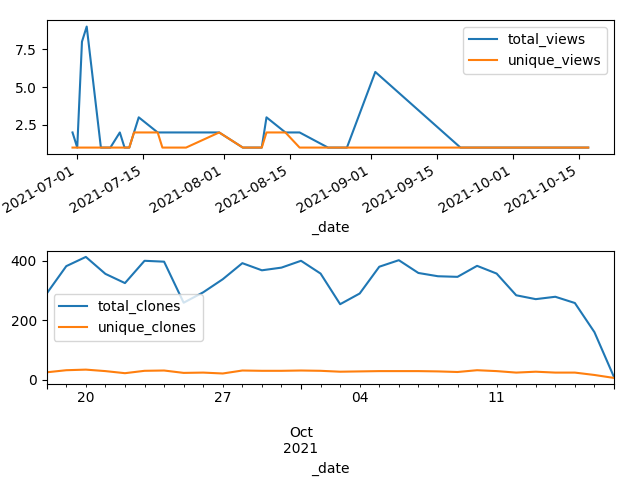 7.5
5.0
2.5
total_views
unique_views
2021-07-01
2021-07-15
2021-08-01
2021-08-15
2021-09-01
2021-09-15
2021-10-01
2021-10-15
_date
400
200
0
total_clones
unique_clones
20
27
04
11
Oct
2021
_date